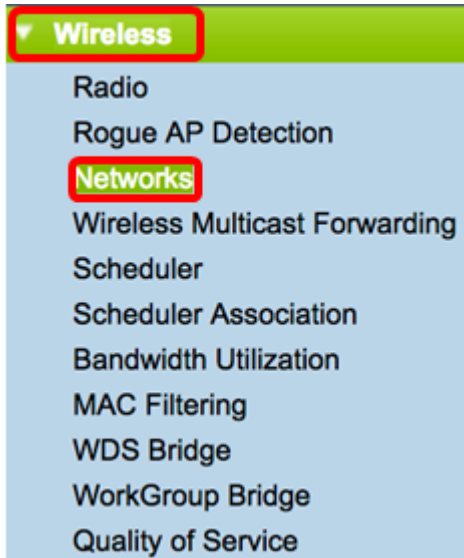 Wireless
Radio
Rogue AP Detection
Networks
Wireless Multicast Forwarding
Scheduler
Scheduler Association
Bandwidth Utilization
MAC Filtering
WDS Bridge
WorkGroup Bridge
Quality of Service